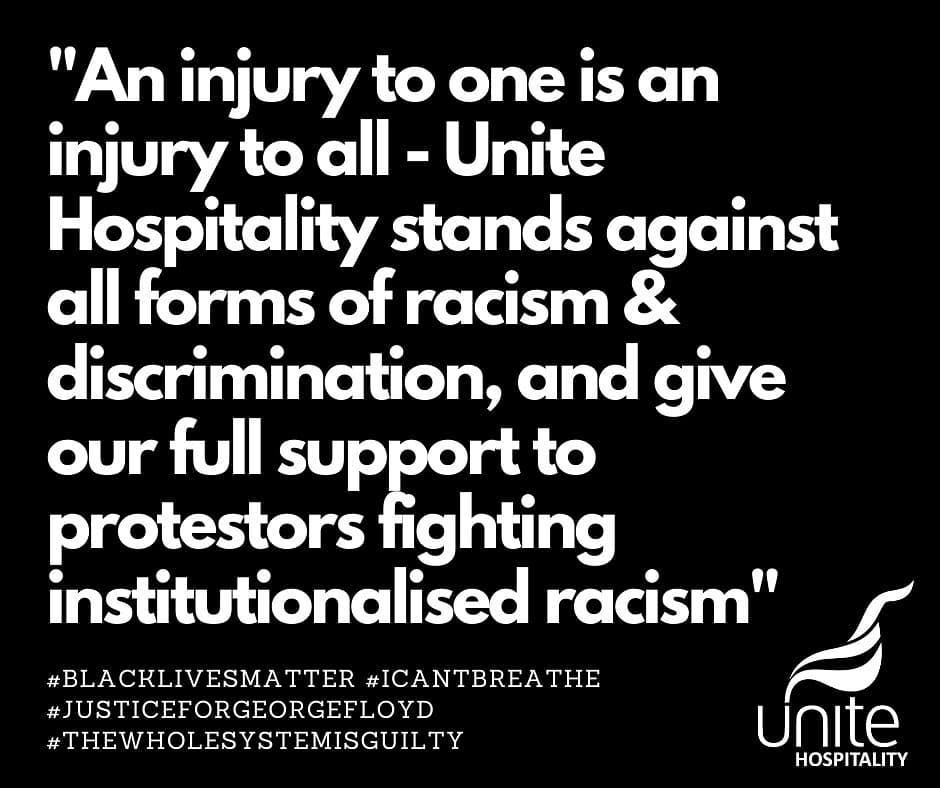 "An injury to one is an
injury to all - Unite
Hospitality stands against
all forms of racism &
discrimination, and give
our full support to
protestors fighting
institutionalised racism"
#BLACKLIVESMATTER #ICANTBREATHE
#JUSTICEFORGEORGEFLOYD
#THEWHOLESYSTEMISGUILTY
unite
HOSPITALITY